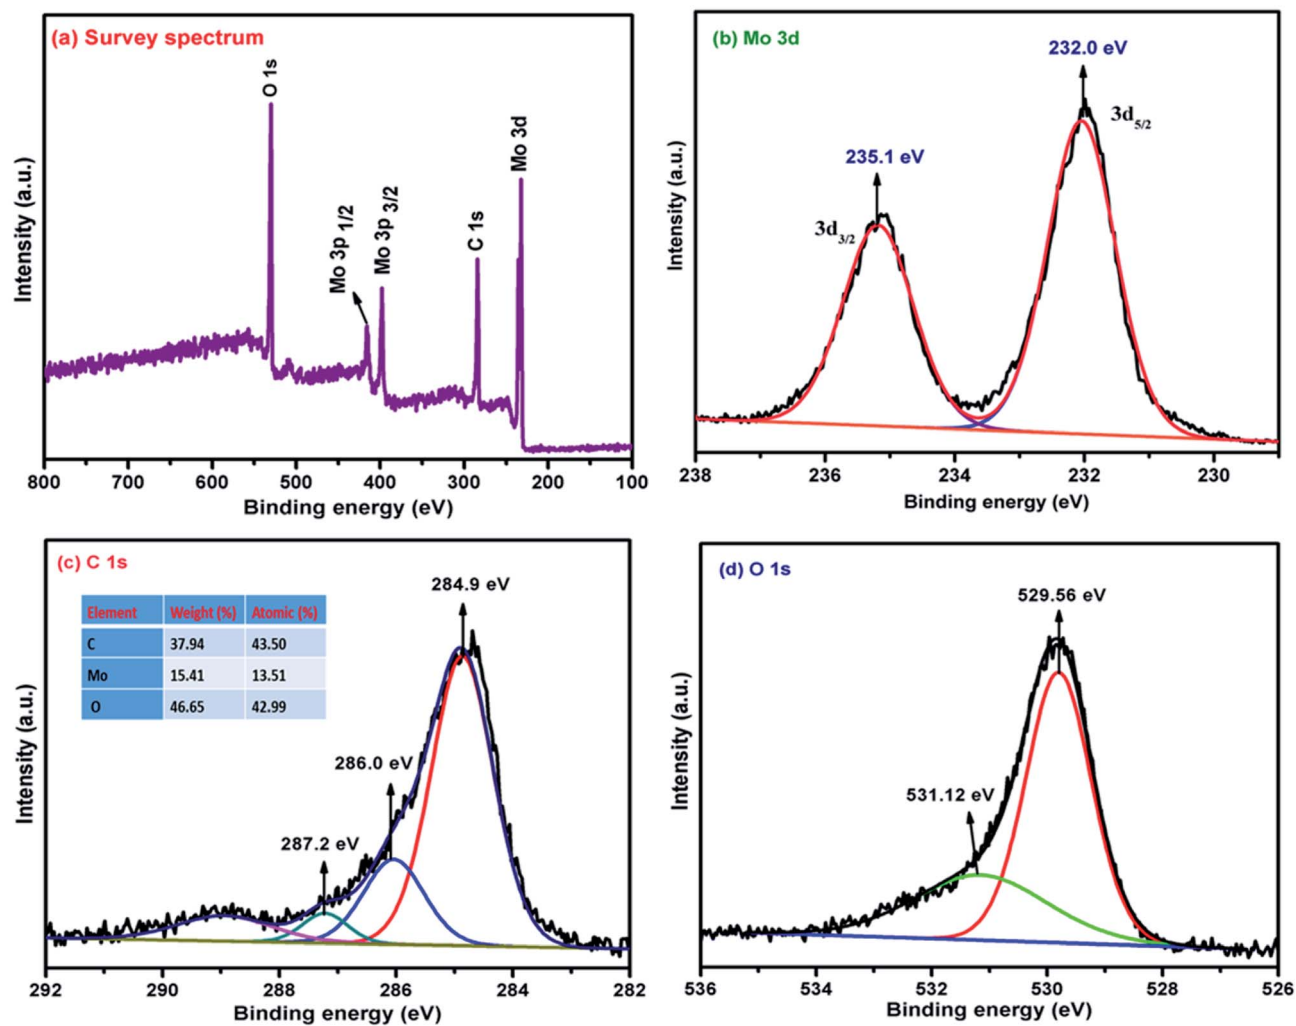 (a) Survey spectrum
O 1s
Mo 3p 1/2
Mo 3p 3/2
C 1s
Mo 3d
Intensity (a.u.)
800 700 600 500 400 300 200 100
Binding energy (eV)
(b) Mo 3d
232.0 eV
3d5/2
235.1 eV
3d3/2
Intensity (a.u.)
238 236 234 232 230
Binding energy (eV)
(c) C 1s
284.9 eV
Element Weight (%) Atomic (%)
C 37.94 43.50
Mo 15.41 13.51
O 46.65 42.99
286.0 eV
287.2 eV
Intensity (a.u.)
292 290 288 286 284 282
Binding energy (eV)
(d) O 1s
529.56 eV
531.12 eV
Intensity (a.u.)
536 534 532 530 528 526
Binding energy (eV)